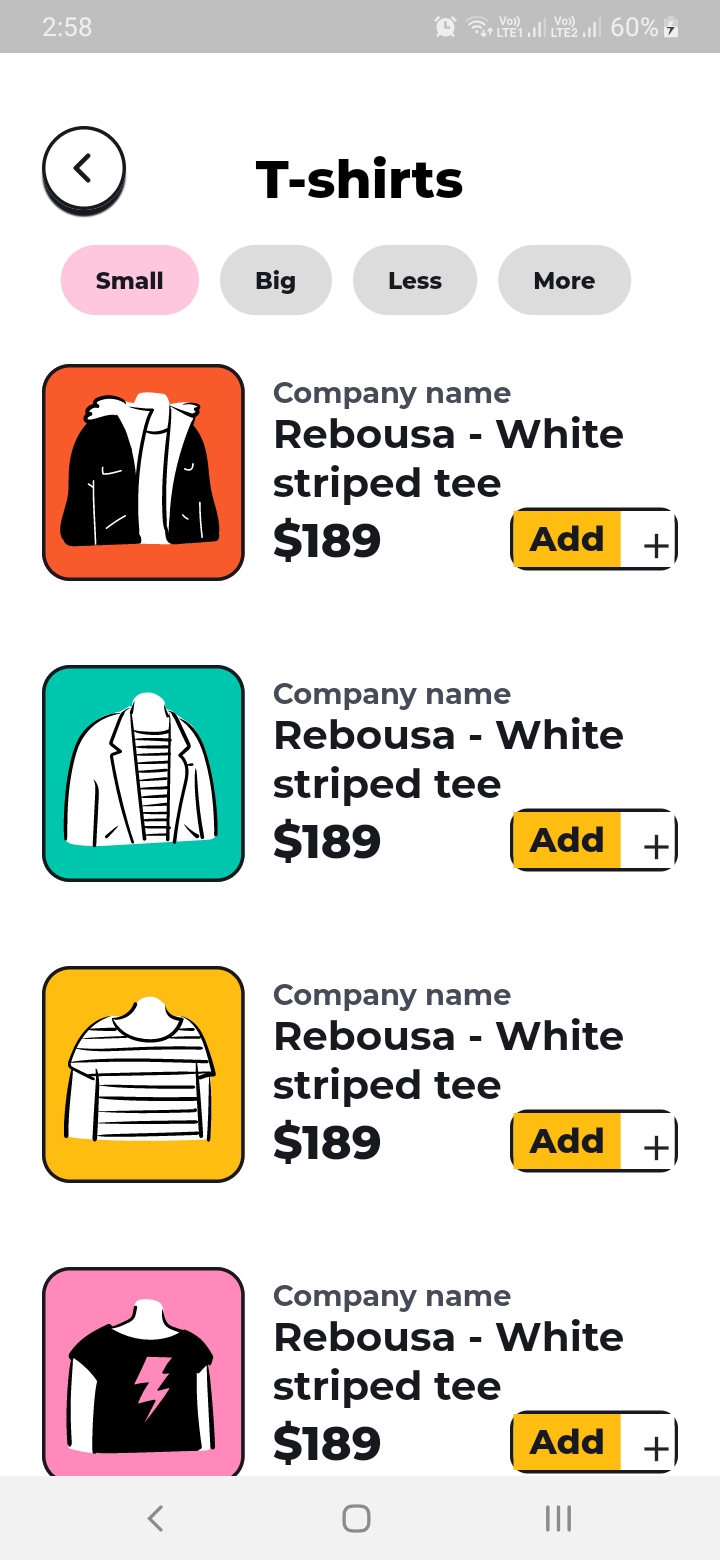 2:58
Vo)) LTE1 Vo)) LTE2 60%
T-shirts
Small Big Less More
Company name
Rebousa - White
striped tee
$189 Add +
Company name
Rebousa - White
striped tee
$189 Add +
Company name
Rebousa - White
striped tee
$189 Add +
Company name
Rebousa - White
striped tee
$189 Add +